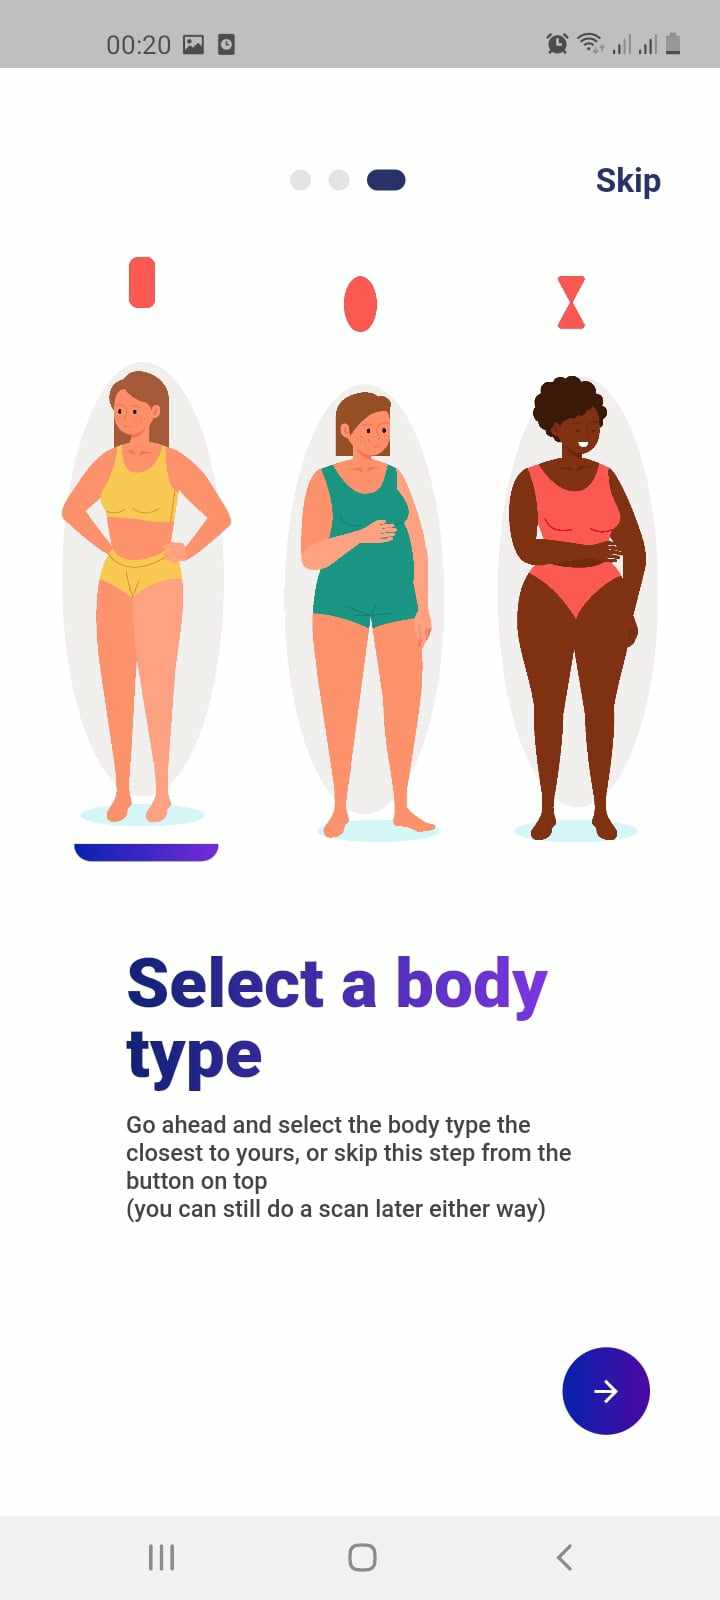 00:20
Skip
Select a body
type
Go ahead and select the body type the
closest to yours, or skip this step from the
button on top
(you can still do a scan later either way)